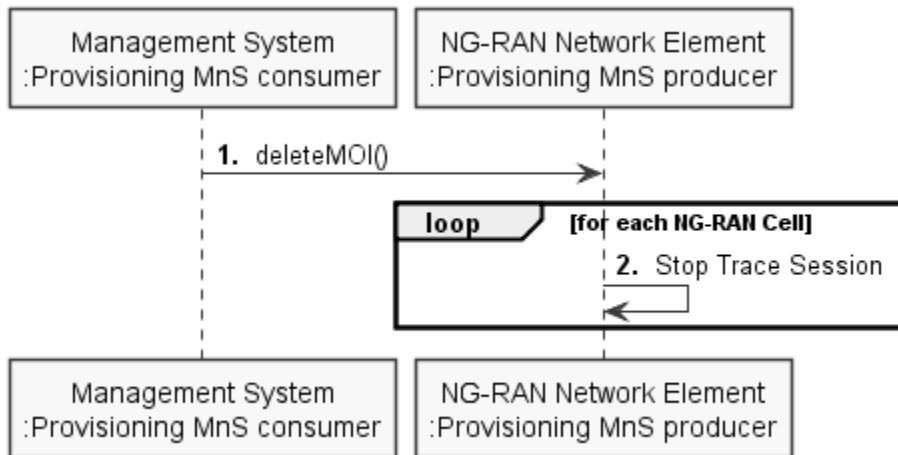 Management System
:Provisioning MnS consumer
NG-RAN Network Element
:Provisioning MnS producer
1. deleteMOI()
loop [for each NG-RAN Cell]
2. Stop Trace Session
Management System
:Provisioning MnS consumer
NG-RAN Network Element
:Provisioning MnS producer